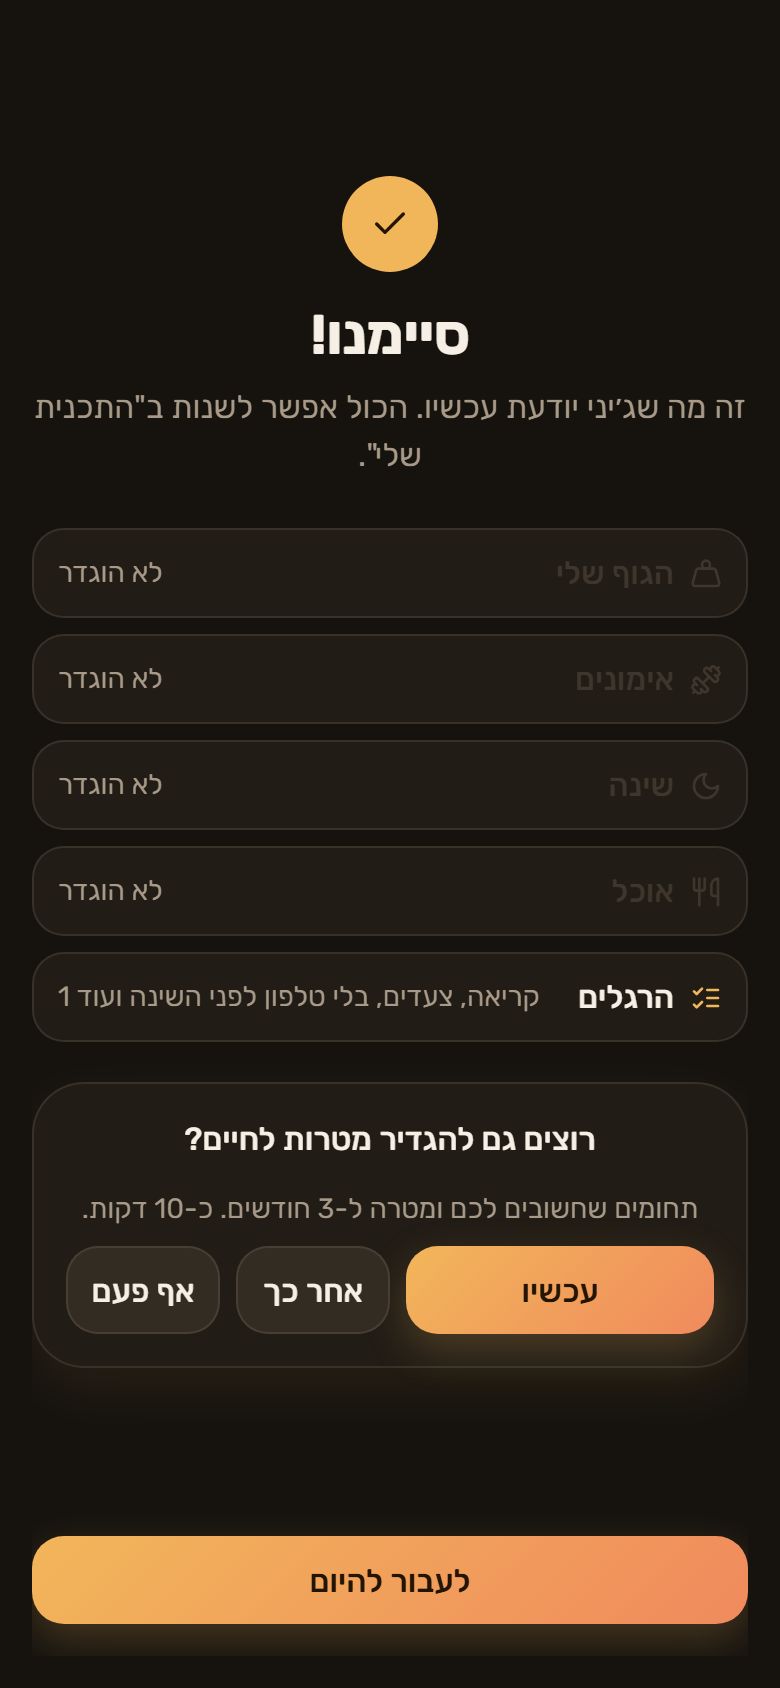 סיימנו!
זה מה שג׳יני יודעת עכשיו. הכול אפשר לשנות ב"התכנית
שלי".
הגוף שלי לא הוגדר
אימונים לא הוגדר
שינה לא הוגדר
אוכל לא הוגדר
הרגלים קריאה, צעדים, בלי טלפון לפני השינה ועוד 1
רוצים גם להגדיר מטרות לחיים?
תחומים שחשובים לכם ומטרה ל-3 חודשים. כ-10 דקות.
עכשיו אחר כך אף פעם
לעבור להיום